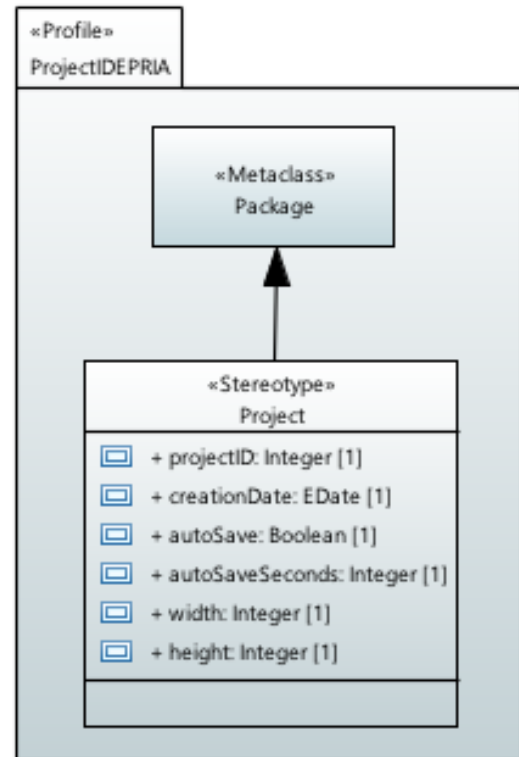 «Profile»
ProjectIDEPRIA
«Metaclass»
Package
«Stereotype»
Project
+ projectID: Integer [1]
+ creationDate: EDate [1]
+ autoSave: Boolean [1]
+ autoSaveSeconds: Integer [1]
+ width: Integer [1]
+ height: Integer [1]